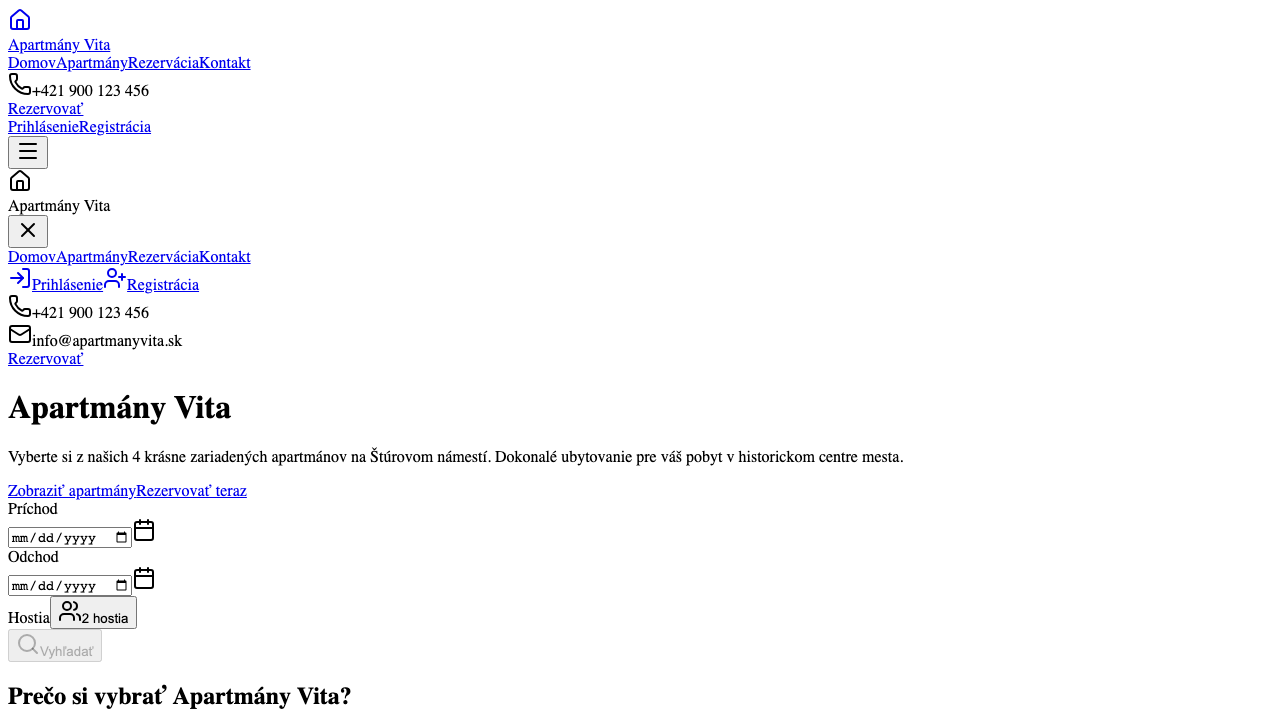 Apartmány Vita
DomovApartmányRezerváciaKontakt
+421 900 123 456
Rezervovať
PrihlásenieRegistrácia
Apartmány Vita
DomovApartmányRezerváciaKontakt
PrihlásenieRegistrácia
+421 900 123 456
info@apartmanyvita.sk
Rezervovať
Apartmány Vita
Vyberte si z našich 4 krásne zariadených apartmánov na Štúrovom námestí. Dokonalé ubytovanie pre váš pobyt v historickom centre mesta.
Zobraziť apartmányRezervovať teraz
Príchod
mm/dd/yyyy
Odchod
mm/dd/yyyy
Hostia2 hostia
Vyhľadať
Prečo si vybrať Apartmány Vita?